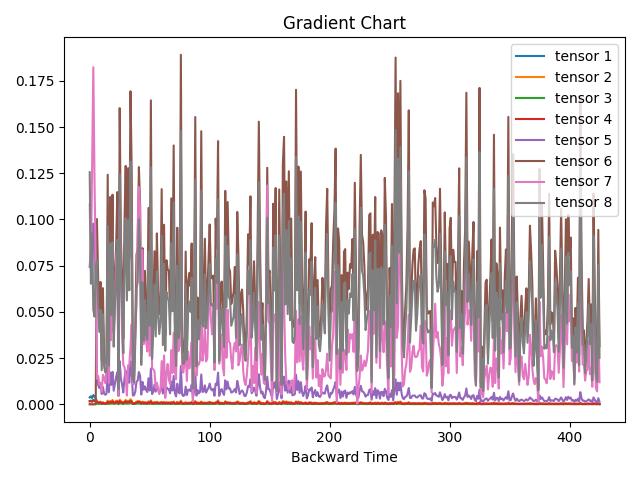 Gradient Chart
tensor 1
tensor 2
tensor 3
tensor 4
tensor 5
tensor 6
tensor 7
tensor 8
0.175
0.150
0.125
0.100
0.075
0.050
0.025
0.000
0 100 200 300 400
Backward Time